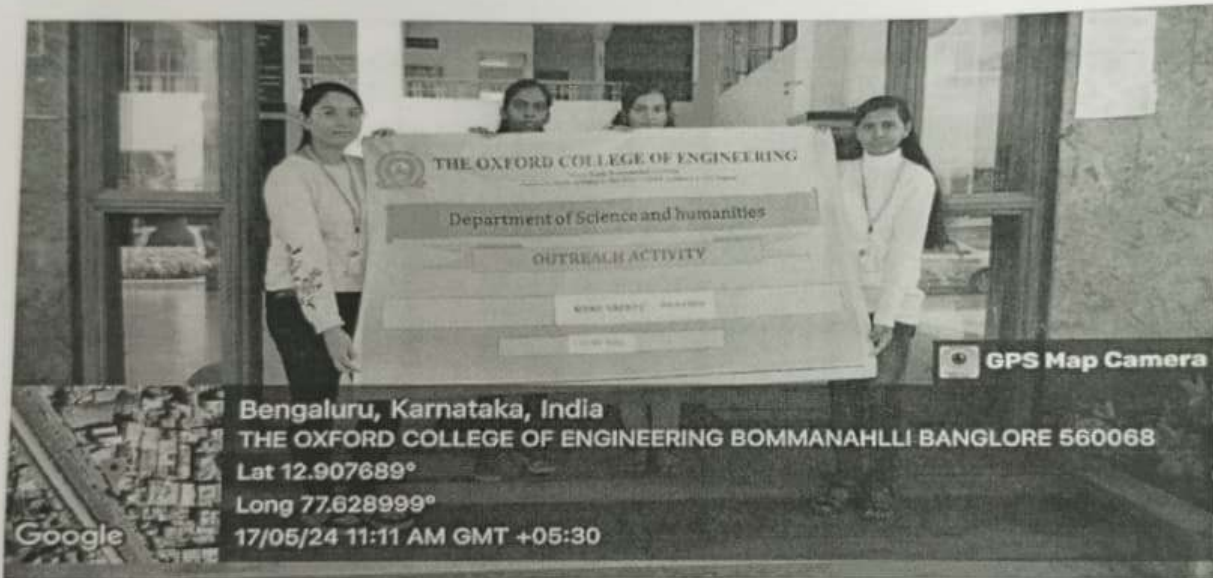 THE OXFORD COLLEGE OF ENGINEERING
Department of Science and humanities
OUTREACH ACTIVITY
GPS Map Camera
Bengaluru, Karnataka, India
THE OXFORD COLLEGE OF ENGINEERING BOMMANAHLLI BANGLORE 560068
Lat 12.907689°
Long 77.628999°
17/05/24 11:11 AM GMT +05:30
Google